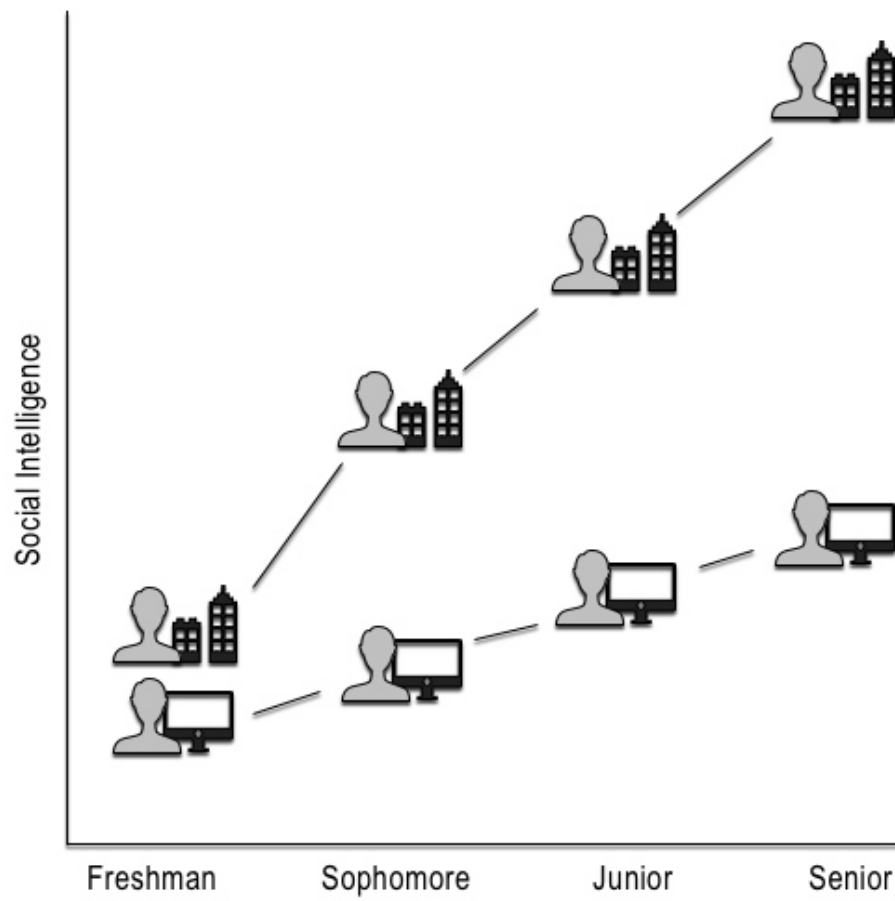 Social Intelligence
Freshman
Sophomore
Junior
Senior